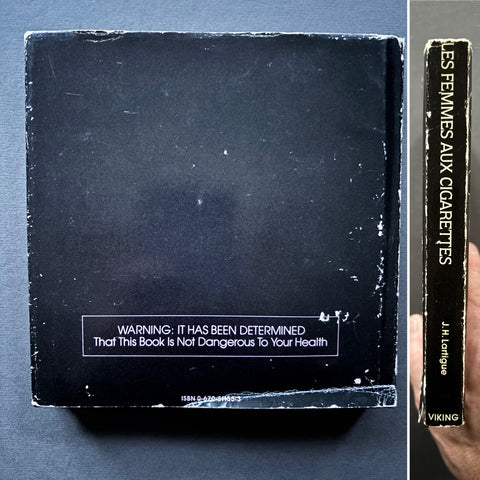 WARNING: IT HAS BEEN DETERMINED
That This Book Is Not Dangerous To Your Health
ISBN
LES FEMMES AUX CIGARETTES
J.H. Lartigue
VIKING